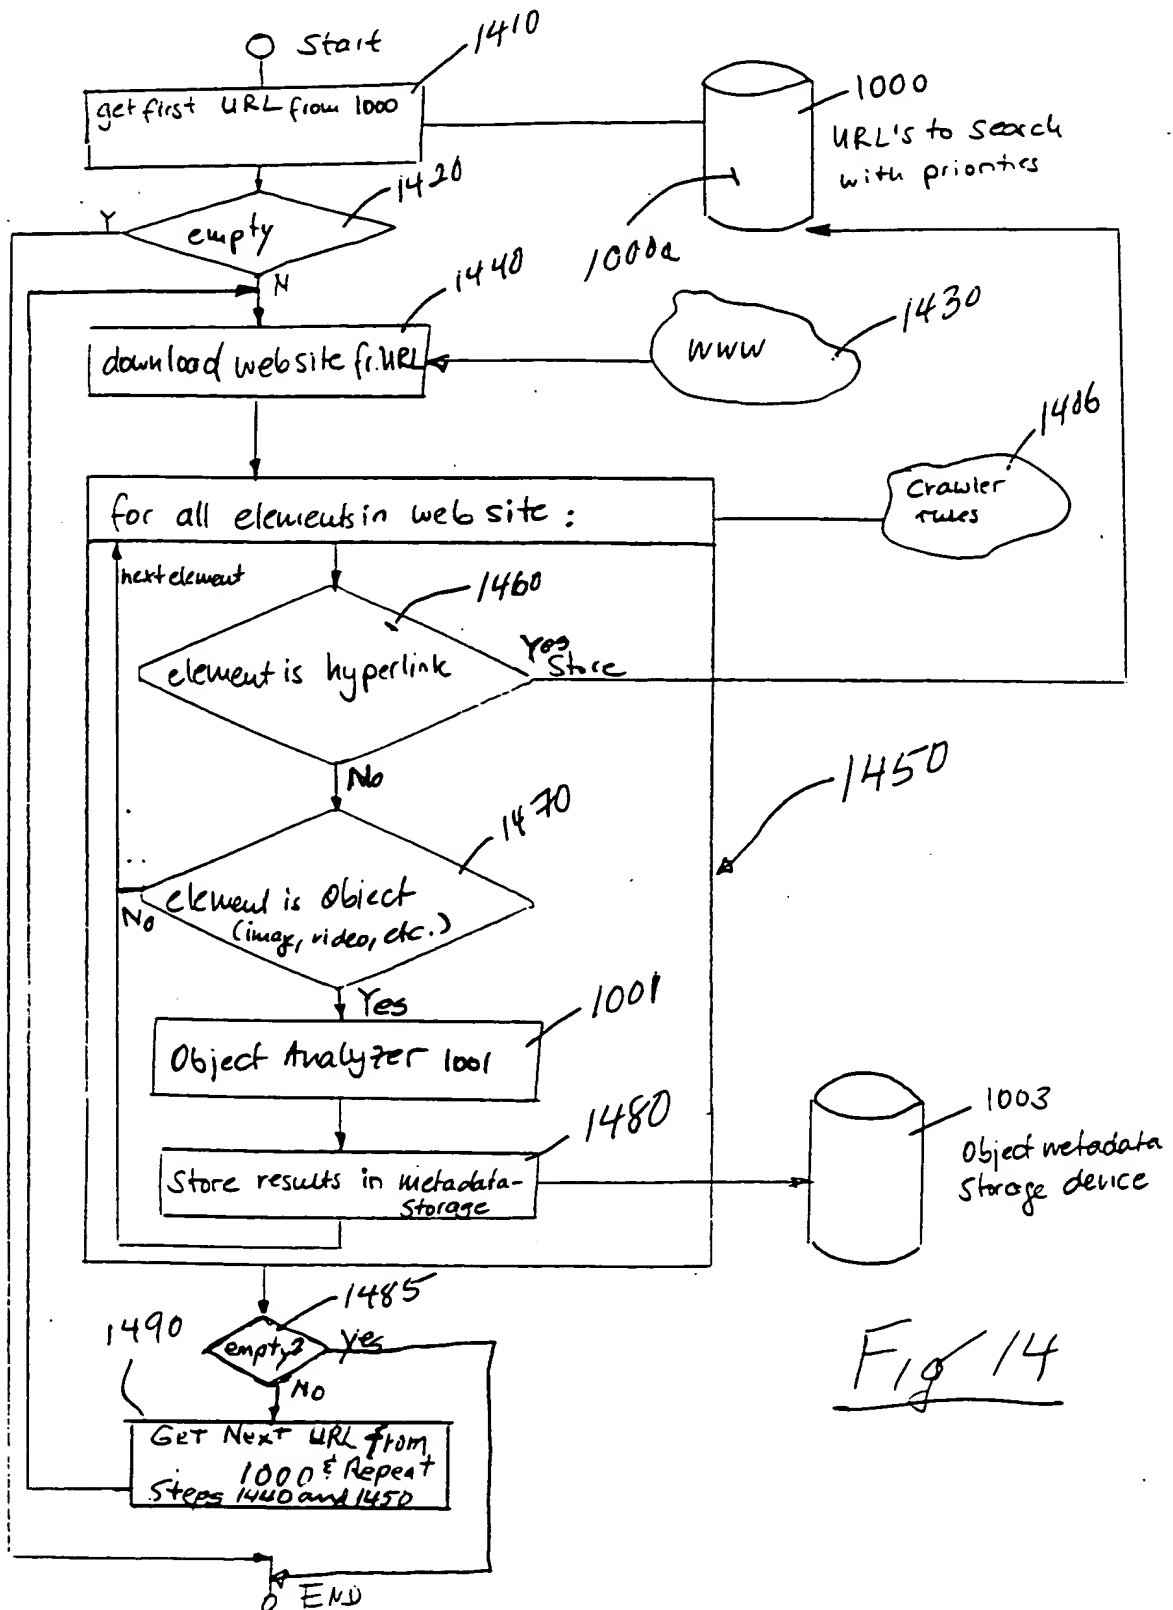 Start
1410
get first URL from 1000
1000
URL's to search
with priorities
1000a
1420
empty
Y
N
1440
download website fr. URL
WWW
1430
1406
Crawler
rules
for all elements in web site :
next element
1460
element is hyperlink
Yes
Store
No
1450
1470
element is Object
(image, video, etc.)
No
Yes
1001
Object Analyzer 1001
1480
Store results in metadata-
storage
1003
Object metadata
Storage device
1485
empty?
yes
No
1490
Get Next URL from
1000 & Repeat
Steps 1440 and 1450
END
Fig 14